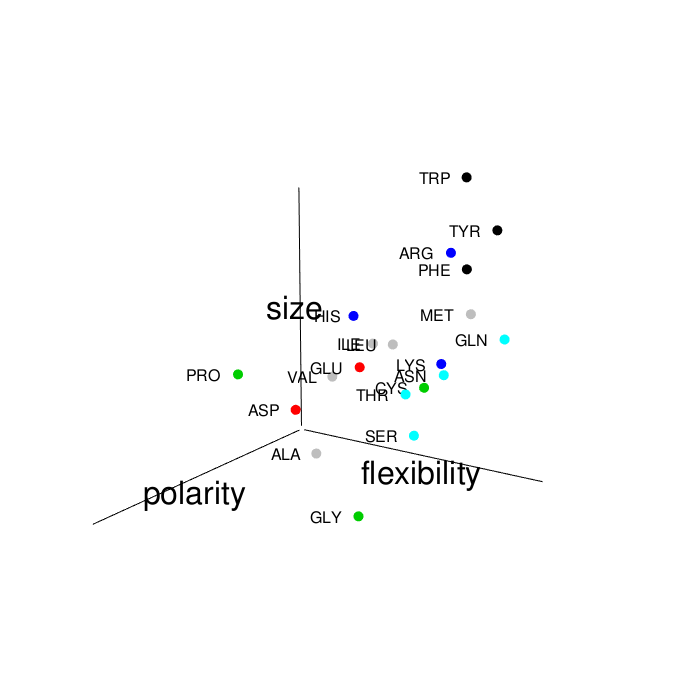 TRP
TYR
ARG
PHE
size
HIS
MET
GLN
ILE
LEU
GLU
LYS
PRO
VAL
ASN
CYS
THR
ASP
SER
ALA
flexibility
polarity
GLY